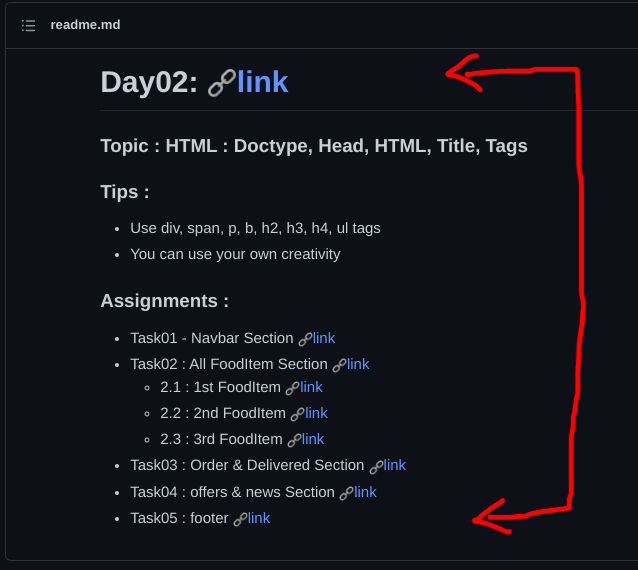 readme.md
Day02: 🔗link
Topic : HTML : Doctype, Head, HTML, Title, Tags
Tips :
• Use div, span, p, b, h2, h3, h4, ul tags
• You can use your own creativity
Assignments :
• Task01 - Navbar Section 🔗link
• Task02 : All FoodItem Section 🔗link
◦ 2.1 : 1st FoodItem 🔗link
◦ 2.2 : 2nd FoodItem 🔗link
◦ 2.3 : 3rd FoodItem 🔗link
• Task03 : Order & Delivered Section 🔗link
• Task04 : offers & news Section 🔗link
• Task05 : footer 🔗link